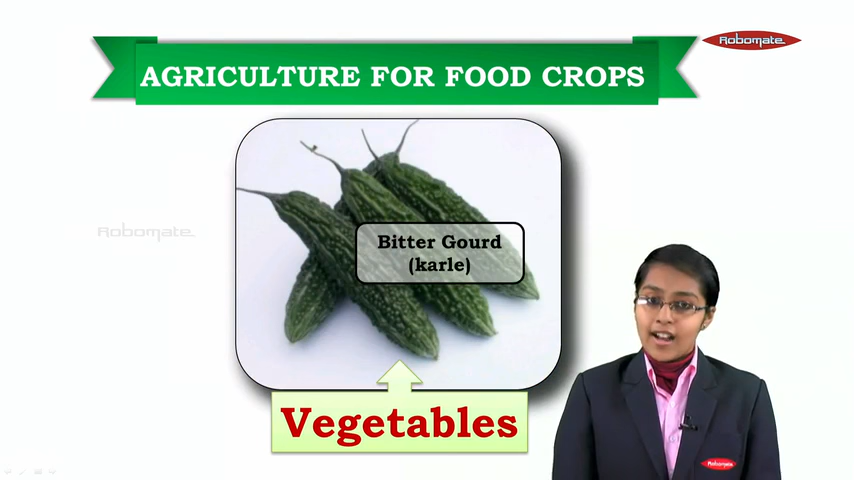 Robomate
AGRICULTURE FOR FOOD CROPS
Robomate
Bitter Gourd
(karle)
Vegetables
Robomate